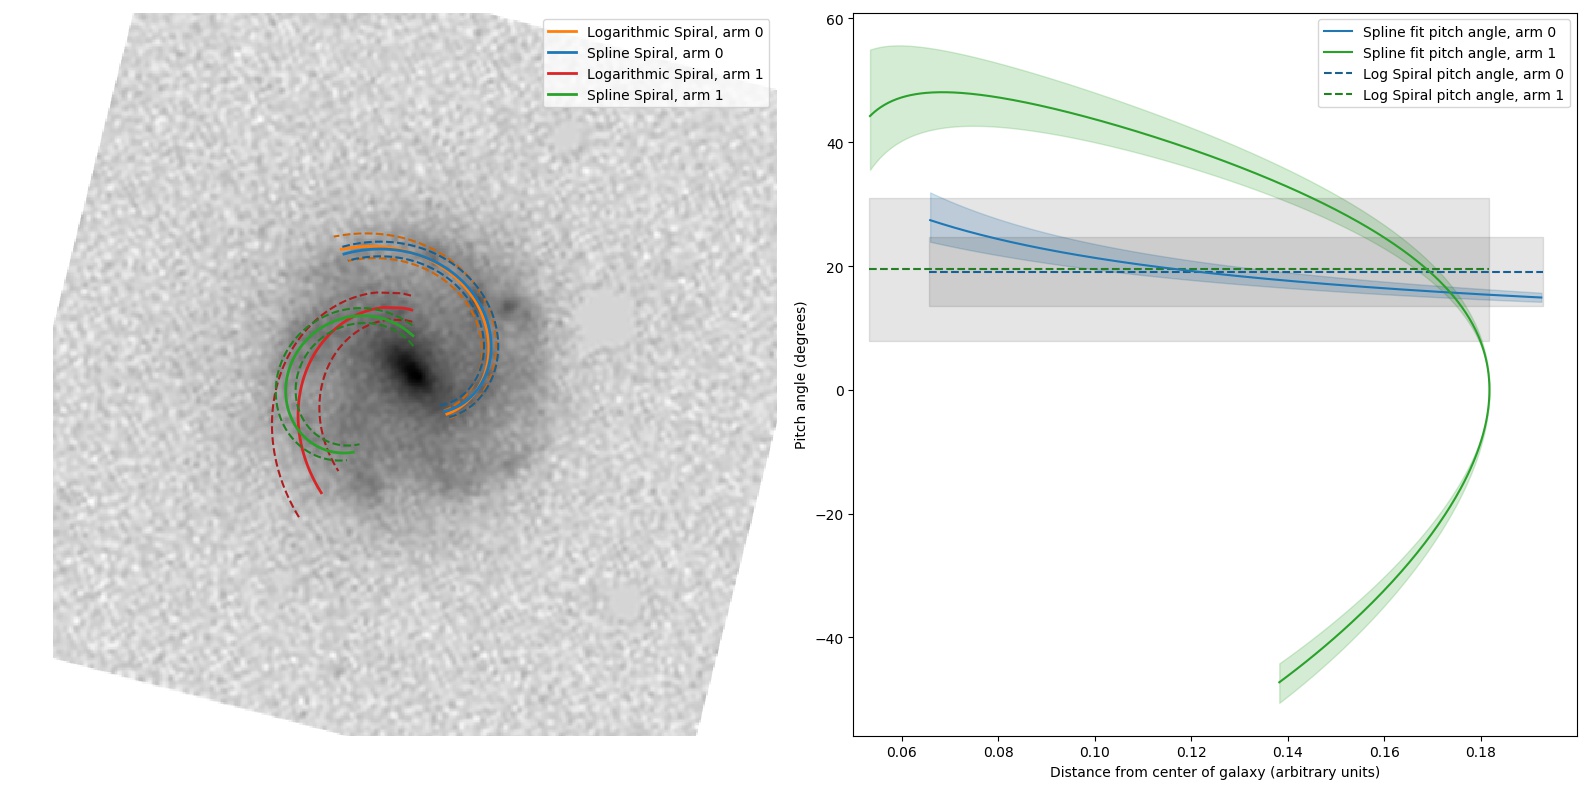 Logarithmic Spiral, arm 0
Spline Spiral, arm 0
Logarithmic Spiral, arm 1
Spline Spiral, arm 1
Spline fit pitch angle, arm 0
Spline fit pitch angle, arm 1
Log Spiral pitch angle, arm 0
Log Spiral pitch angle, arm 1
Pitch angle (degrees)
60
40
20
0
−20
−40
0.06 0.08 0.10 0.12 0.14 0.16 0.18
Distance from center of galaxy (arbitrary units)